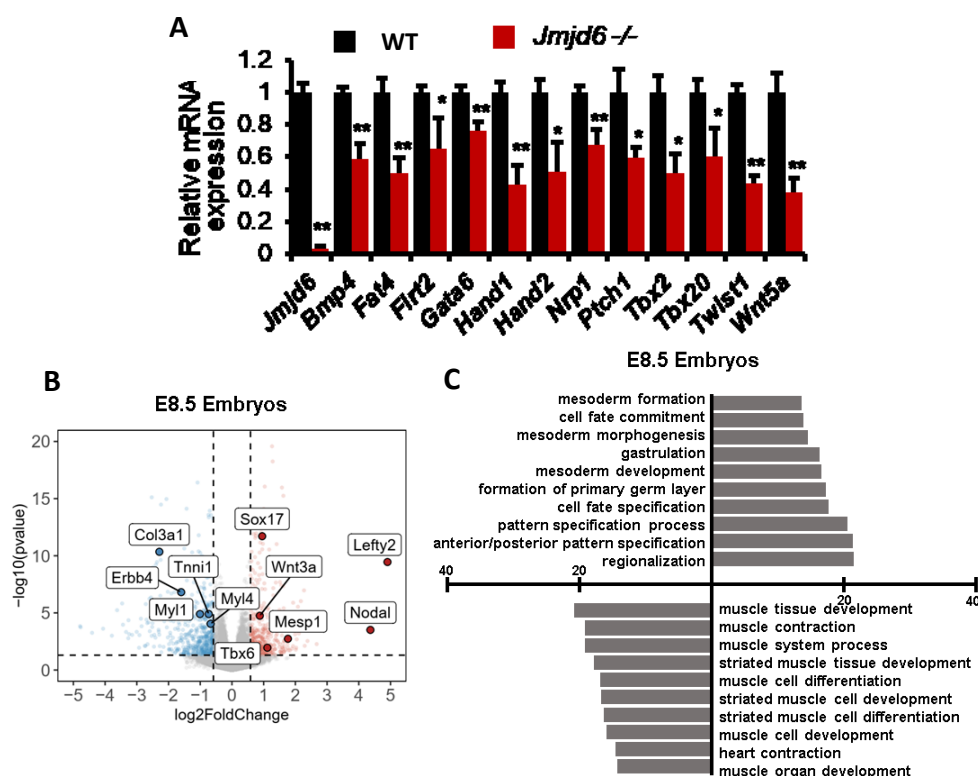 A
WT
Jmjd6 -/-
Relative mRNA
expression
1.2
1
0.8
0.6
0.4
0.2
0
** ** ** * ** ** * ** * * * ** **
Jmjd6 Bmp4 Fat4 Flrt2 Gata6 Hand1 Hand2 Nrp1 Ptch1 Tbx2 Tbx20 Twist1 Wnt5a
B
E8.5 Embryos
−log10(pvalue)
20
15
10
5
0
Sox17
Col3a1
Lefty2
Tnni1
Wnt3a
Erbb4
Myl4
Myl1
Mesp1
Nodal
Tbx6
−5 −4 −3 −2 −1 0 1 2 3 4 5
log2FoldChange
C
E8.5 Embryos
mesoderm formation
cell fate commitment
mesoderm morphogenesis
gastrulation
mesoderm development
formation of primary germ layer
cell fate specification
pattern specification process
anterior/posterior pattern specification
regionalization
40 20 0 20 40
muscle tissue development
muscle contraction
muscle system process
striated muscle tissue development
muscle cell differentiation
striated muscle cell development
striated muscle cell differentiation
muscle cell development
heart contraction
muscle organ development